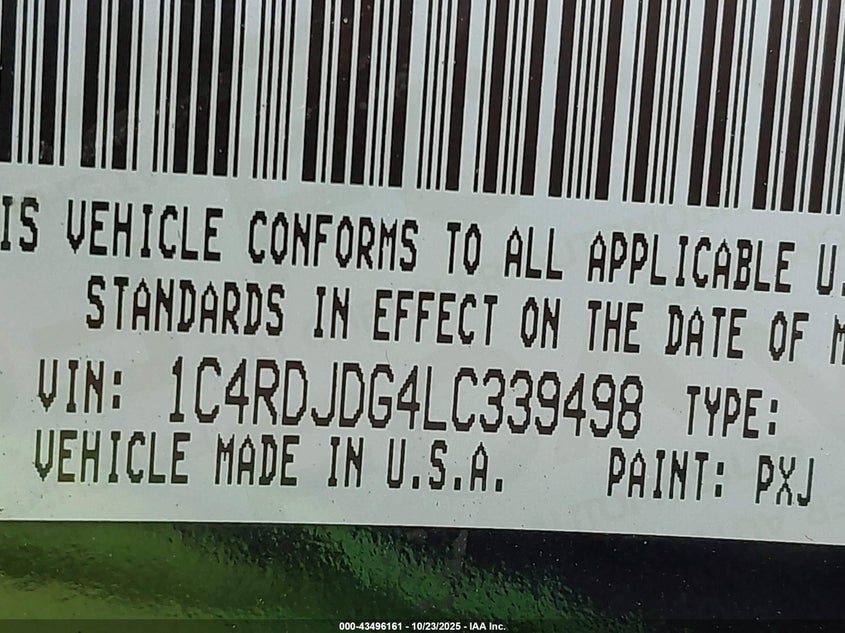 IS VEHICLE CONFORMS TO ALL APPLICABLE U.
STANDARDS IN EFFECT ON THE DATE OF M
VIN: 1C4RDJDG4LC339498 TYPE:
VEHICLE MADE IN U.S.A. PAINT: PXJ
000-43496161 - 10/23/2025 - IAA Inc.